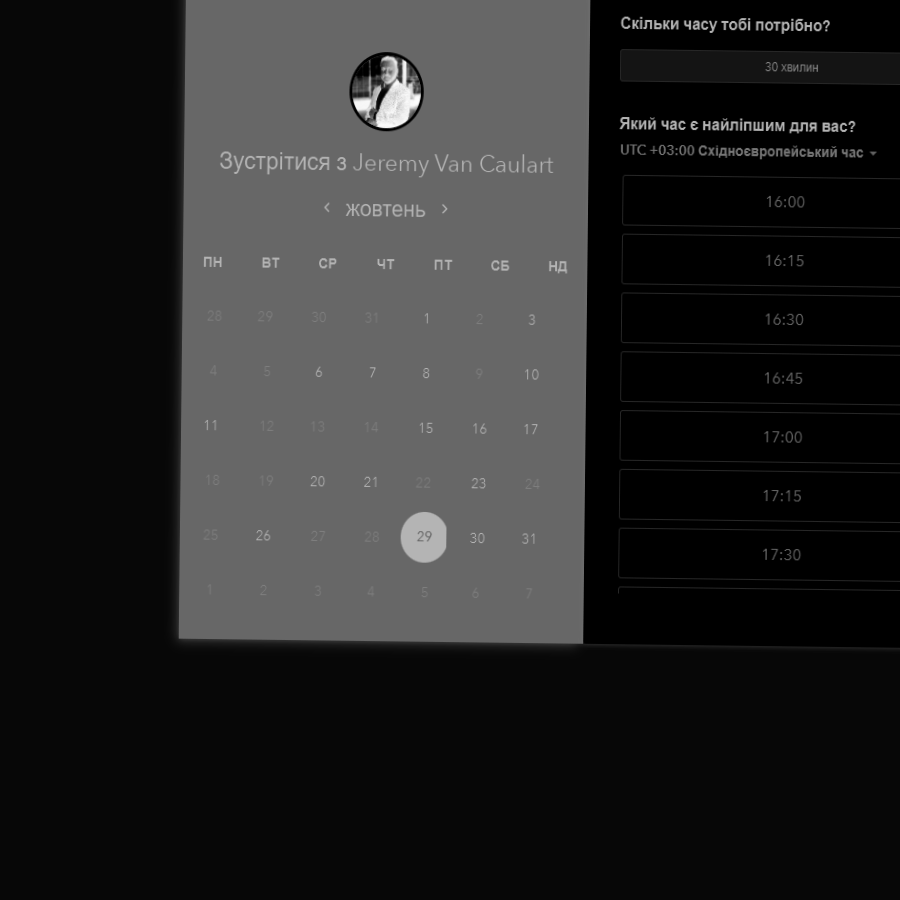 Зустрітися з Jeremy Van Caulart
жовтень
ПН ВТ СР ЧТ ПТ СБ НД
28 29 30 31 1 2 3
4 5 6 7 8 9 10
11 12 13 14 15 16 17
18 19 20 21 22 23 24
25 26 27 28 29 30 31
1 2 3 4 5 6 7
Скільки часу тобі потрібно?
30 хвилин
Який час є найліпшим для вас?
UTC +03:00 Східноєвропейський час
16:00
16:15
16:30
16:45
17:00
17:15
17:30